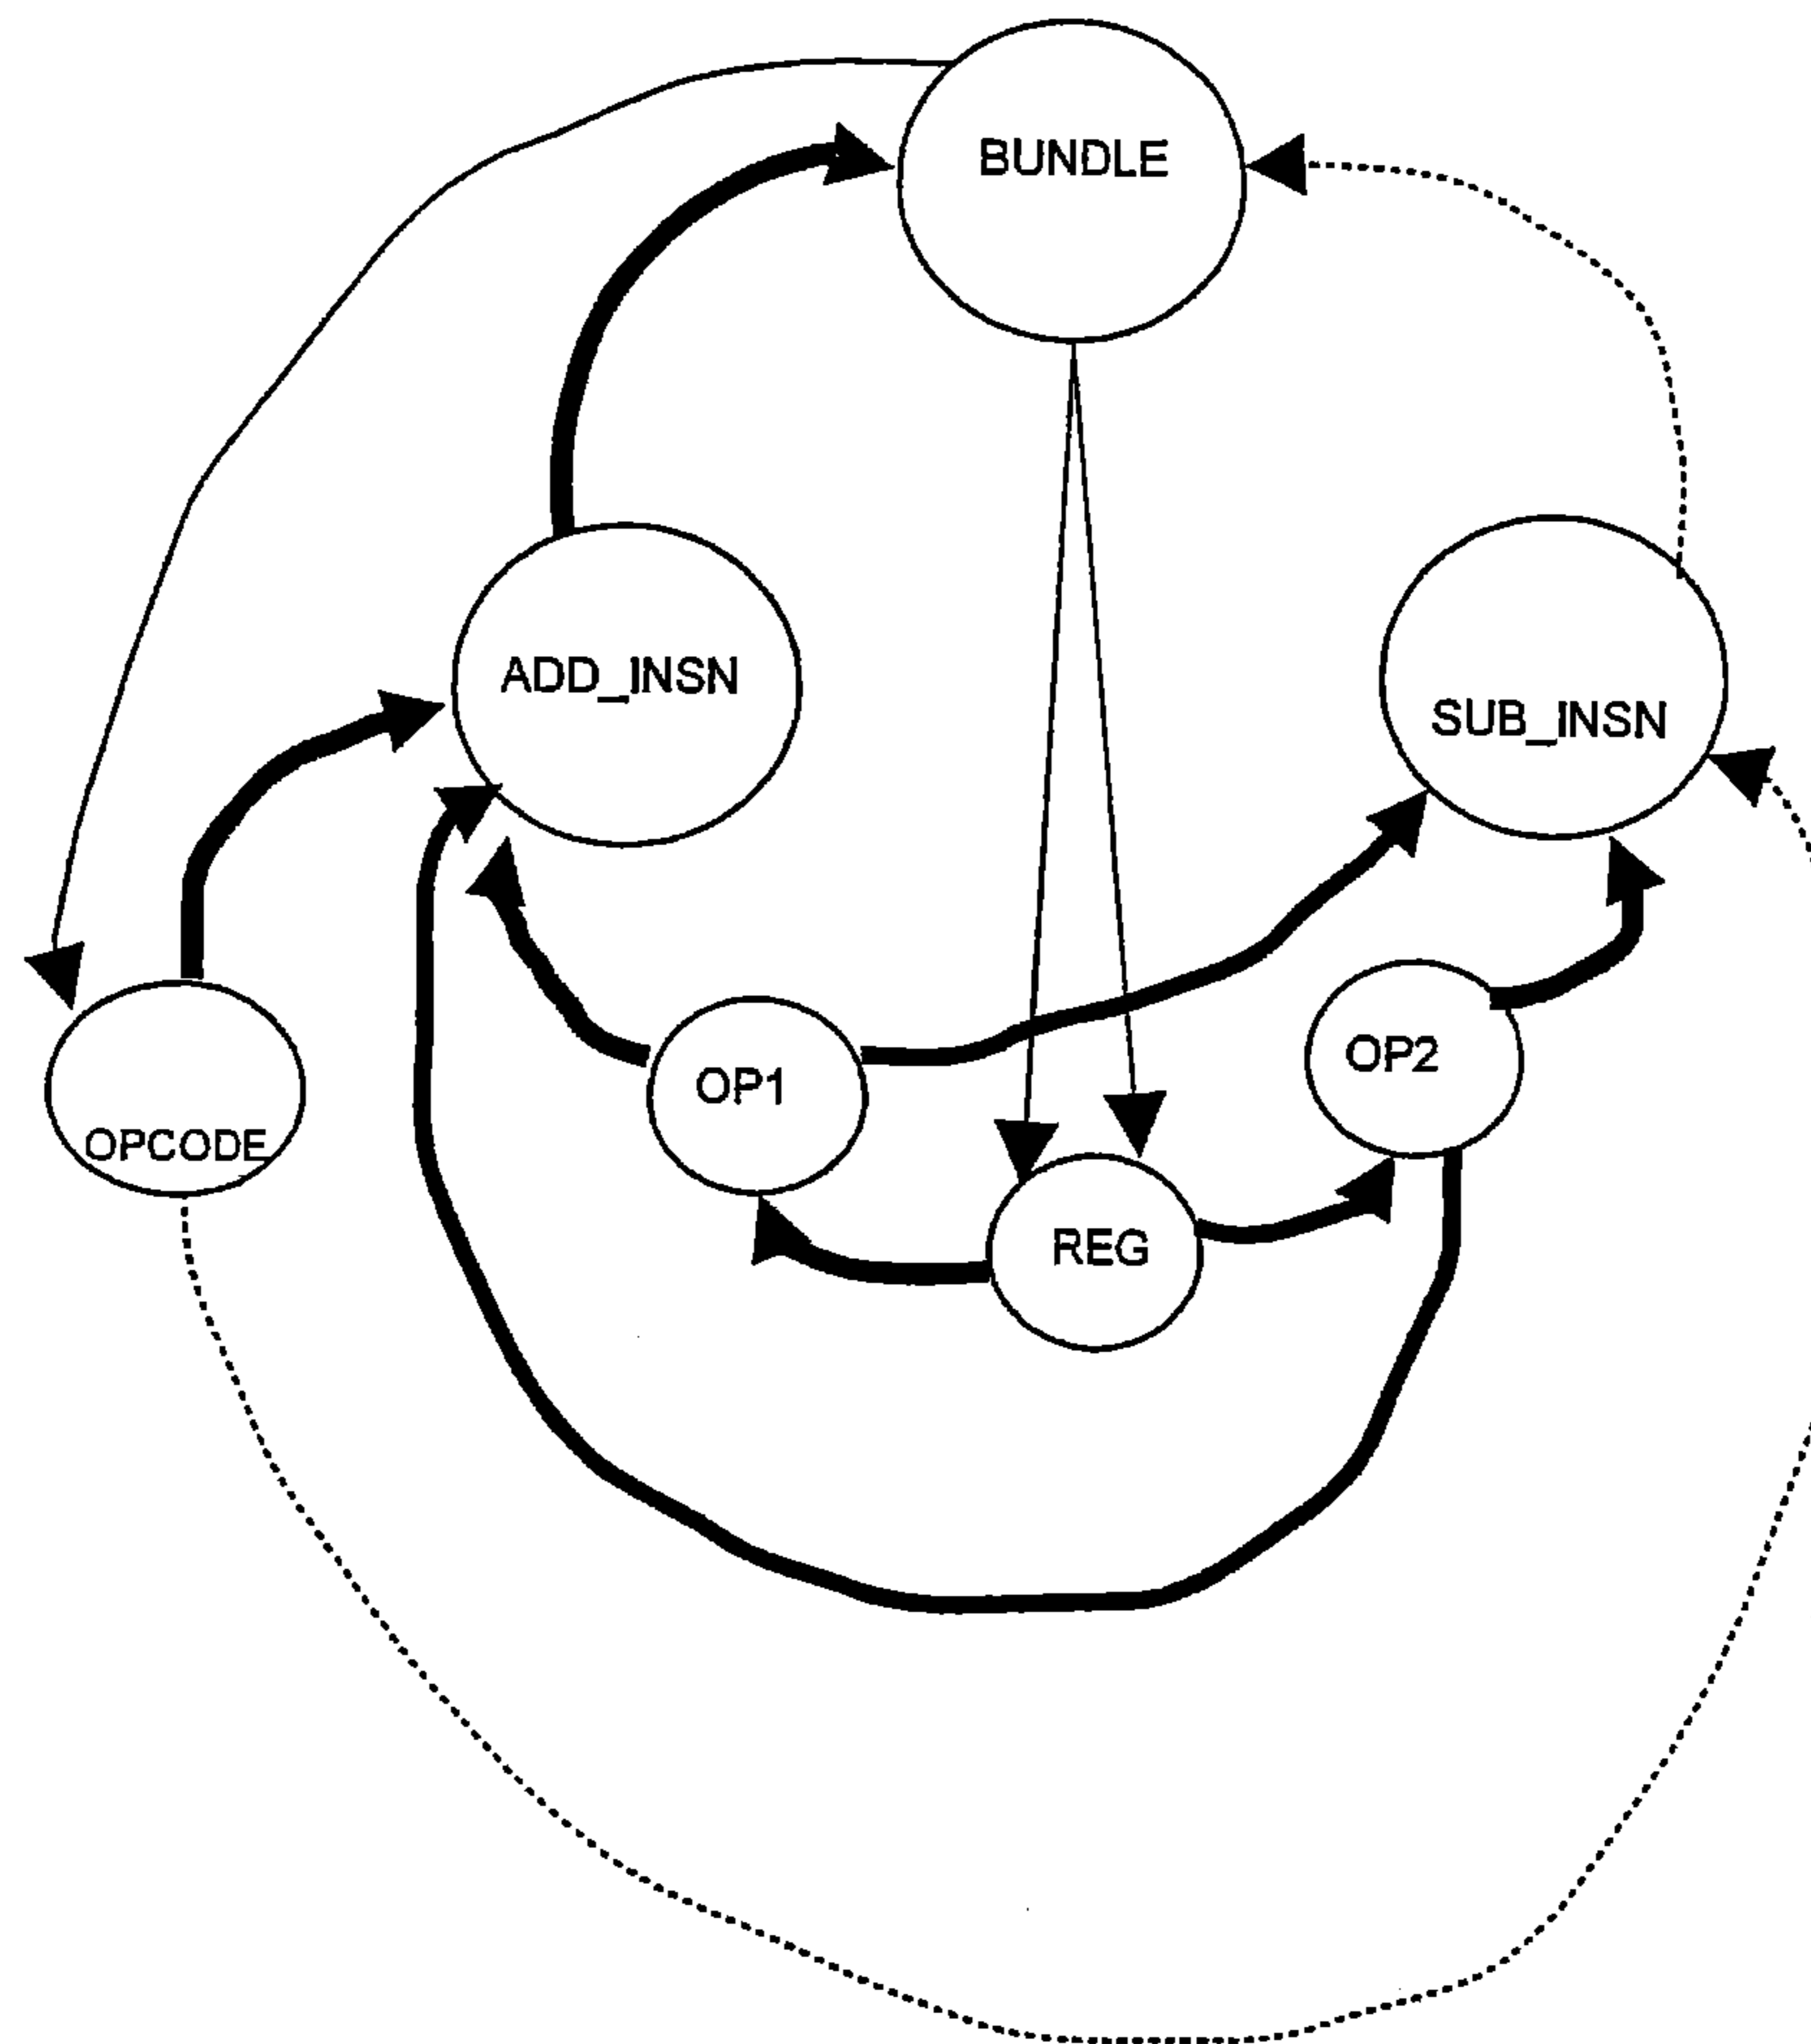 BUNDLE
ADD_INSN
SUB_INSN
OP1
OP2
OPCODE
REG